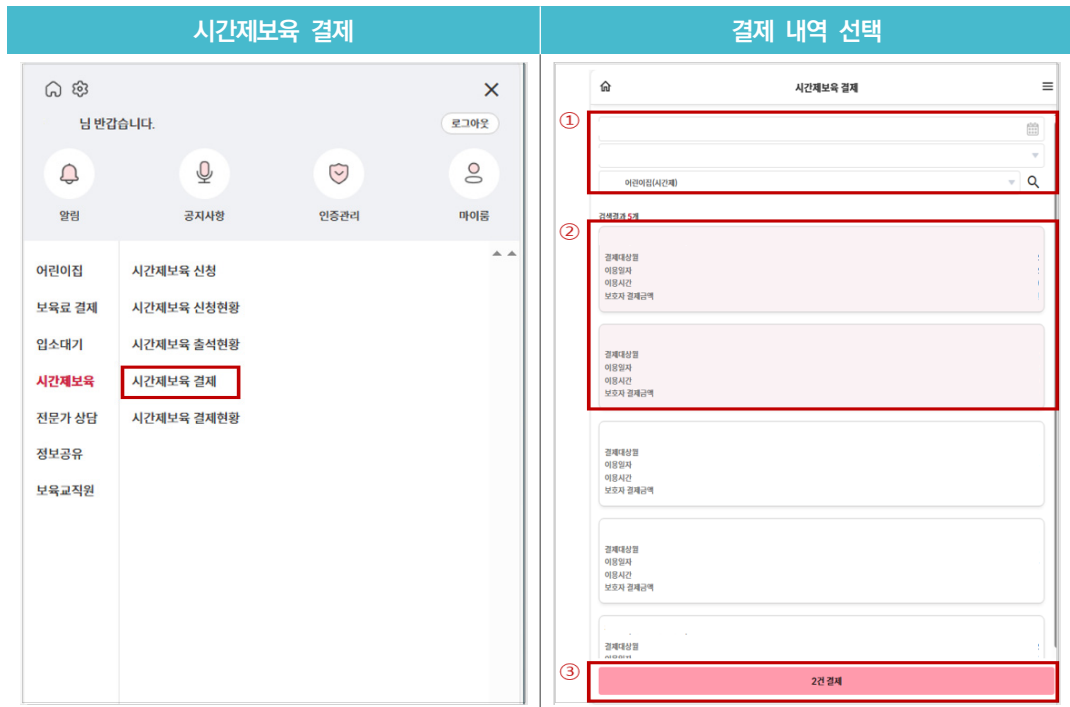 시간제보육 결제
결제 내역 선택
님 반갑습니다.
로그아웃
알림
공지사항
인증관리
마이룸
어린이집
보육료 결제
입소대기
시간제보육
전문가 상담
정보공유
보육교직원
시간제보육 신청
시간제보육 신청현황
시간제보육 출석현황
시간제보육 결제
시간제보육 결제현황
시간제보육 결제
①
어린이집(시간제)
검색결과 5개
②
결제대상월
이용일자
이용시간
보호자 결제금액
결제대상월
이용일자
이용시간
보호자 결제금액
결제대상월
이용일자
이용시간
보호자 결제금액
결제대상월
이용일자
이용시간
보호자 결제금액
결제대상월
이용일자
③
2건 결제